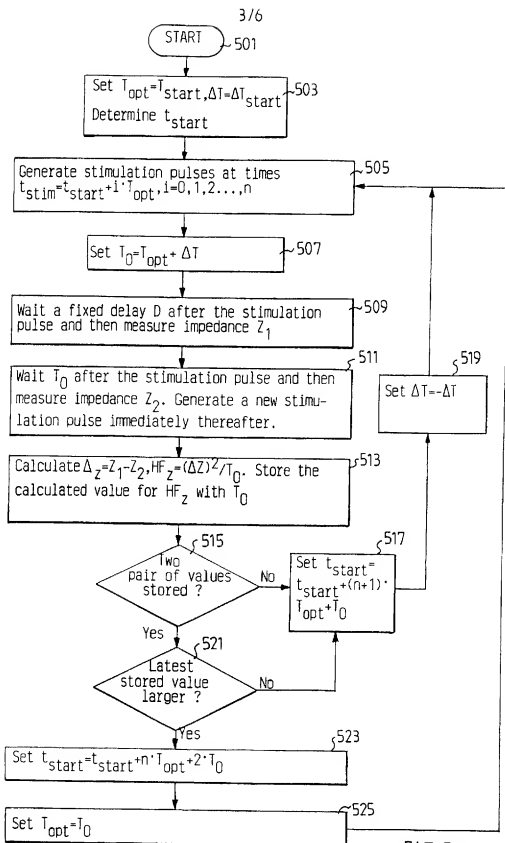 3/6
START
501
Set T_opt=T_start,ΔT=ΔT_start
Determine t_start
503
Generate stimulation pulses at times
t_stim=t_start+i·T_opt,i=0,1,2...,n
505
Set T_0=T_opt+ ΔT
507
Wait a fixed delay D after the stimulation
pulse and then measure impedance Z_1
509
511
Wait T_0 after the stimulation pulse and then
measure impedance Z_2. Generate a new stimu-
lation pulse immediately thereafter.
519
Set ΔT=-ΔT
Calculate Δ_z=Z_1-Z_2,HF_z=(ΔZ)²/T_0. Store the
calculated value for HF_z with T_0
513
515
Two
pair of values
stored ?
No
Yes
517
Set t_start=
t_start+(n+1)·
T_opt+T_0
521
Latest
stored value
larger ?
No
Yes
523
Set t_start=t_start+n·T_opt+2·T_0
525
Set T_opt=T_0